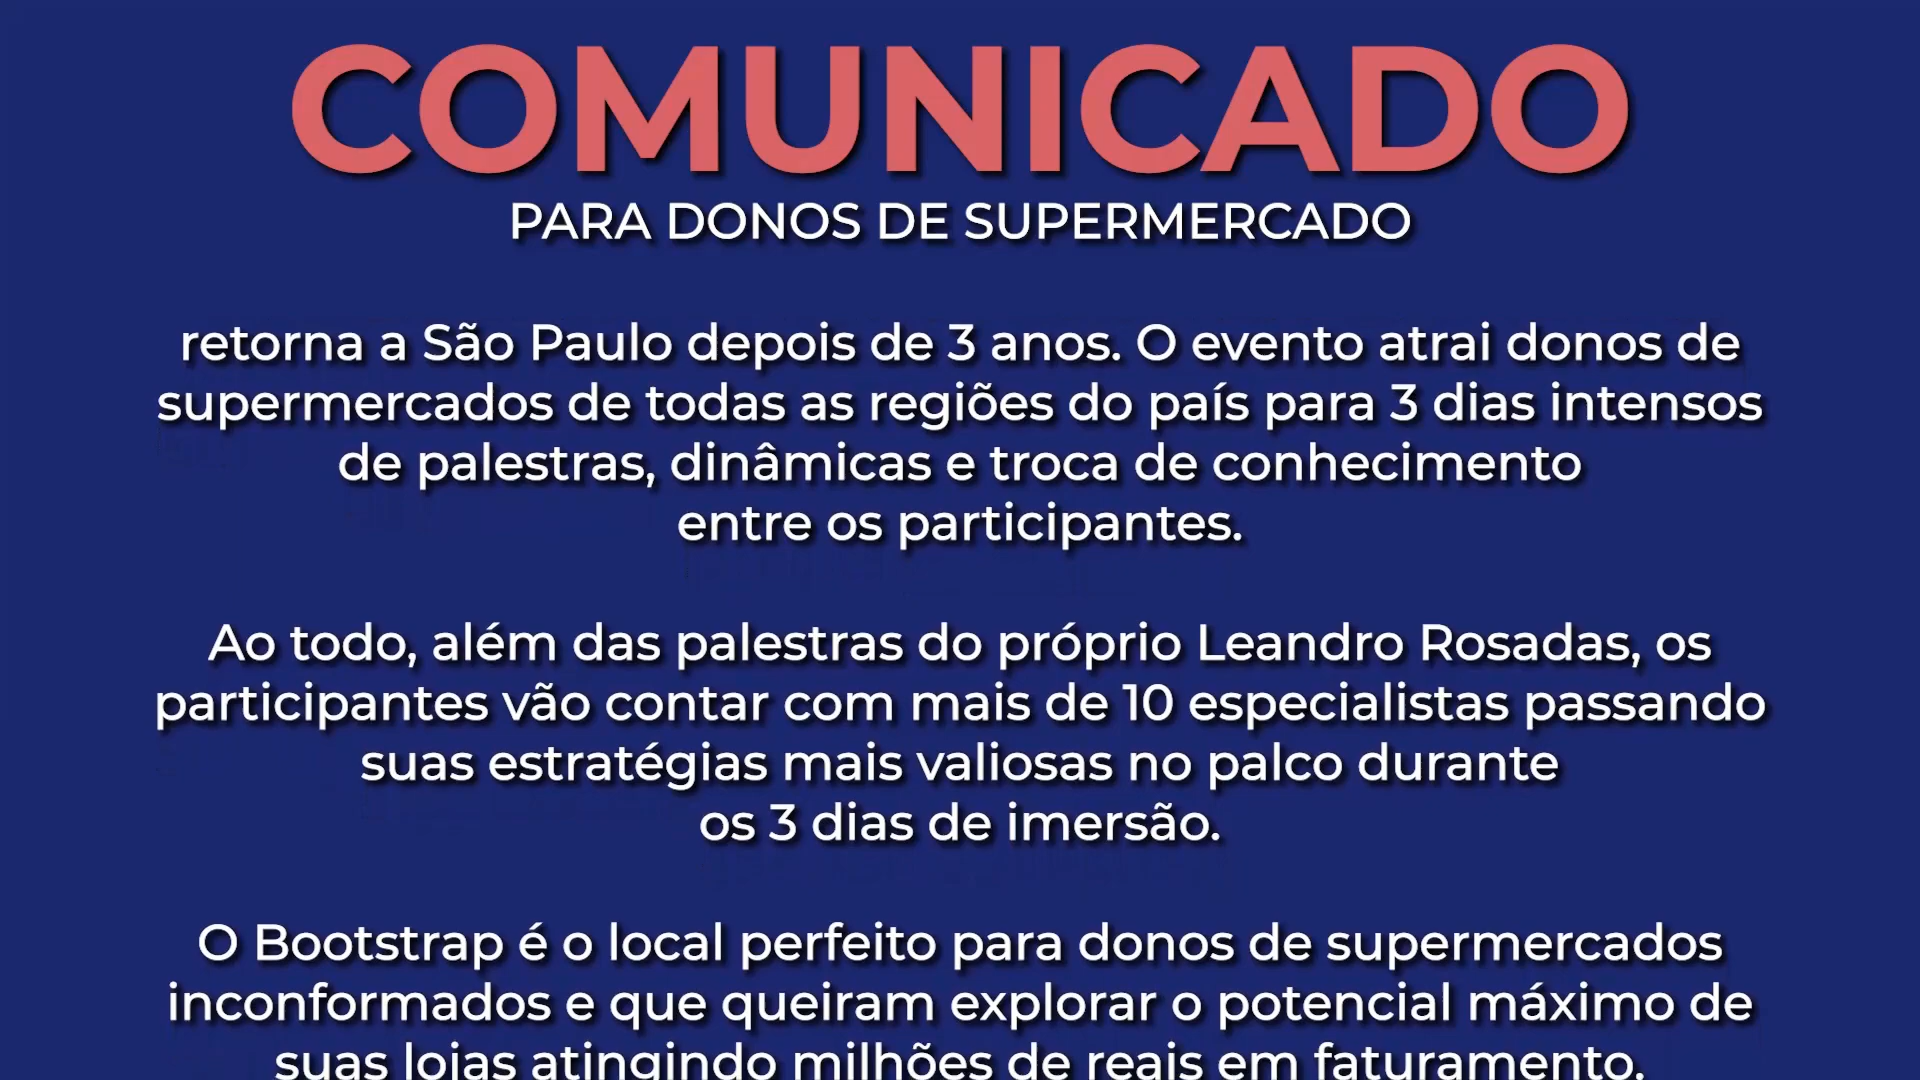 COMUNICADO
PARA DONOS DE SUPERMERCADO
retorna a São Paulo depois de 3 anos. O evento atrai donos de
supermercados de todas as regiões do país para 3 dias intensos
de palestras, dinâmicas e troca de conhecimento
entre os participantes.
Ao todo, além das palestras do próprio Leandro Rosadas, os
participantes vão contar com mais de 10 especialistas passando
suas estratégias mais valiosas no palco durante
os 3 dias de imersão.
O Bootstrap é o local perfeito para donos de supermercados
inconformados e que queiram explorar o potencial máximo de
suas lojas atingindo milhões de reais em faturamento.